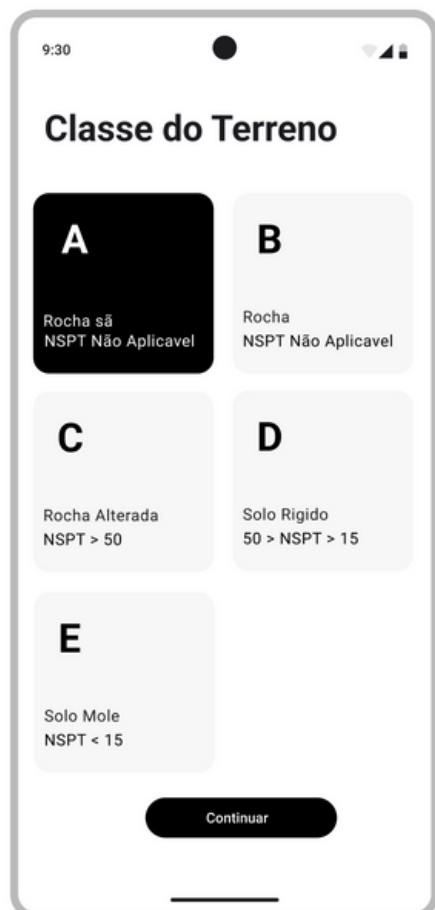 9:30
Classe do Terreno
A
Rocha sã
NSPT Não Aplicavel
B
Rocha
NSPT Não Aplicavel
C
Rocha Alterada
NSPT > 50
D
Solo Rigido
50 > NSPT > 15
E
Solo Mole
NSPT < 15
Continuar